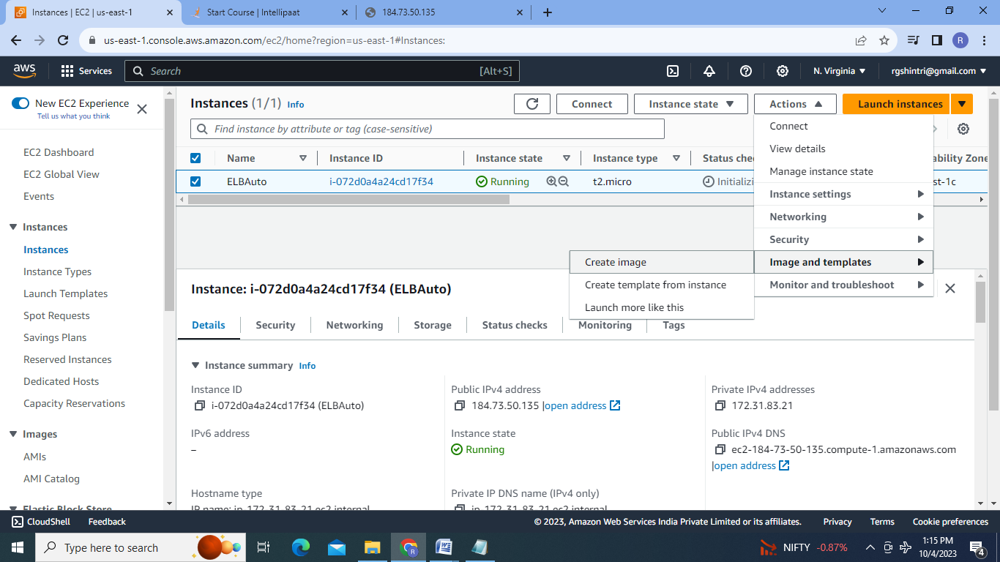 Instances | EC2 | us-east-1
Start Course | Intellipaat
184.73.50.135
us-east-1.console.aws.amazon.com/ec2/home?region=us-east-1#Instances:
R
aws
Services
Search
[Alt+S]
N. Virginia
rgshintri@gmail.com
New EC2 Experience
Tell us what you think
EC2 Dashboard
EC2 Global View
Events
Instances
Instances
Instance Types
Launch Templates
Spot Requests
Savings Plans
Reserved Instances
Dedicated Hosts
Capacity Reservations
Images
AMIs
AMI Catalog
Elastic Block Store
Instances (1/1) Info
Connect
Instance state
Actions
Launch instances
Find instance by attribute or tag (case-sensitive)
Name
Instance ID
Instance state
Instance type
Status che
ability Zone
ELBAuto
i-072d0a4a24cd17f34
Running
t2.micro
Initializi
st-1c
Connect
View details
Manage instance state
Instance settings
Networking
Security
Image and templates
Monitor and troubleshoot
Create image
Create template from instance
Launch more like this
Instance: i-072d0a4a24cd17f34 (ELBAuto)
Details
Security
Networking
Storage
Status checks
Monitoring
Tags
Instance summary Info
Instance ID
i-072d0a4a24cd17f34 (ELBAuto)
Public IPv4 address
184.73.50.135 |open address
Private IPv4 addresses
172.31.83.21
IPv6 address
–
Instance state
Running
Public IPv4 DNS
ec2-184-73-50-135.compute-1.amazonaws.com
|open address
Hostname type
IP name: ip-172-31-83-21.ec2.internal
Private IP DNS name (IPv4 only)
ip-172-31-83-21.ec2.internal
CloudShell
Feedback
© 2023, Amazon Web Services India Private Limited or its affiliates.
Privacy
Terms
Cookie preferences
Type here to search
NIFTY -0.87%
1:15 PM
10/4/2023
4